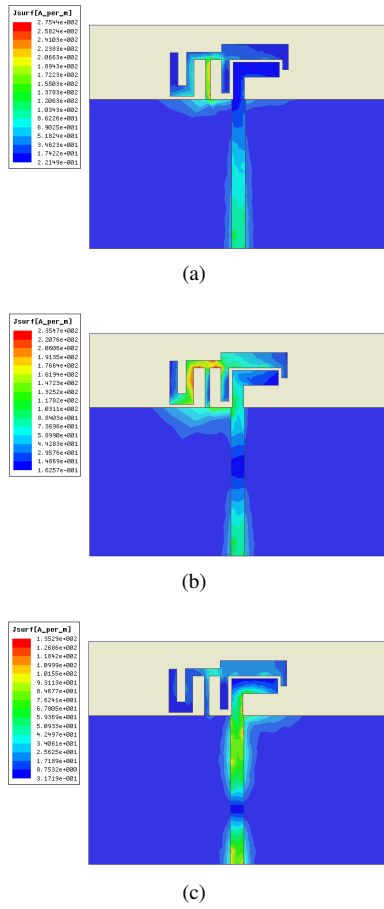 Jsurf[A_per_m]
2.7544e+002
2.5824e+002
2.4103e+002
2.2383e+002
2.0663e+002
1.8943e+002
1.7223e+002
1.5503e+002
1.3783e+002
1.2063e+002
1.0343e+002
8.6226e+001
6.9025e+001
5.1824e+001
3.4623e+001
1.7422e+001
2.2149e-001
(a)
Jsurf[A_per_m]
2.3547e+002
2.2076e+002
2.0606e+002
1.9135e+002
1.7664e+002
1.6194e+002
1.4723e+002
1.3252e+002
1.1782e+002
1.0311e+002
8.8403e+001
7.3696e+001
5.8990e+001
4.4283e+001
2.9576e+001
1.4869e+001
1.6257e-001
(b)
Jsurf[A_per_m]
1.3529e+002
1.2686e+002
1.1842e+002
1.0999e+002
1.0155e+002
9.3113e+001
8.4677e+001
7.6241e+001
6.7805e+001
5.9369e+001
5.0933e+001
4.2497e+001
3.4061e+001
2.5625e+001
1.7189e+001
8.7532e+000
3.1719e-001
(c)